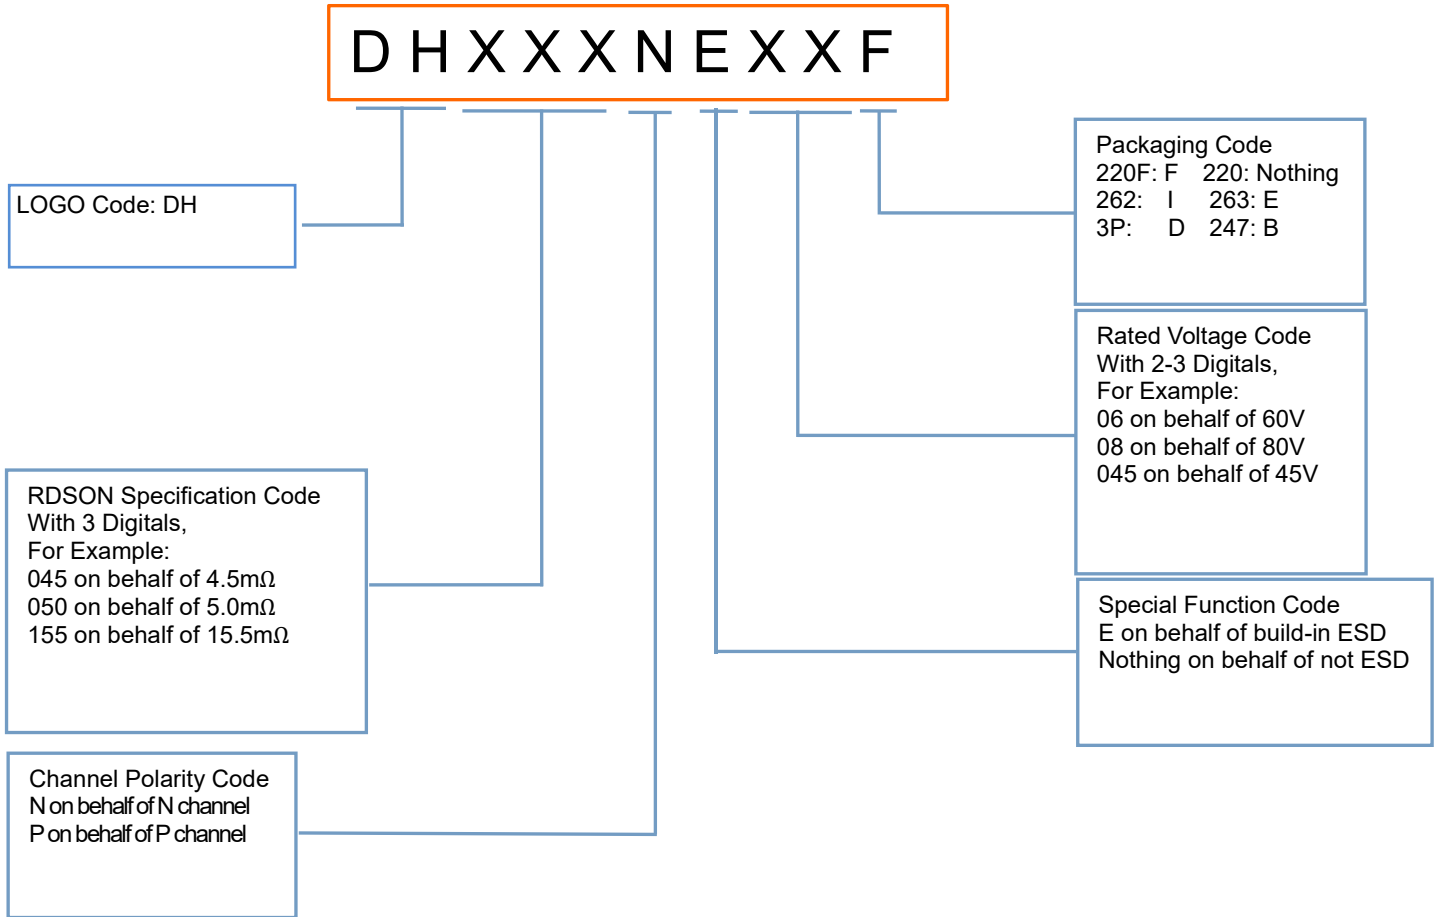 DHXXXNEXXF
LOGO Code: DH
Packaging Code
220F: F 220: Nothing
262: I 263: E
3P: D 247: B
Rated Voltage Code
With 2-3 Digitals,
For Example:
06 on behalf of 60V
08 on behalf of 80V
045 on behalf of 45V
RDSON Specification Code
With 3 Digitals,
For Example:
045 on behalf of 4.5mΩ
050 on behalf of 5.0mΩ
155 on behalf of 15.5mΩ
Special Function Code
E on behalf of build-in ESD
Nothing on behalf of not ESD
Channel Polarity Code
N on behalf of N channel
P on behalf of P channel